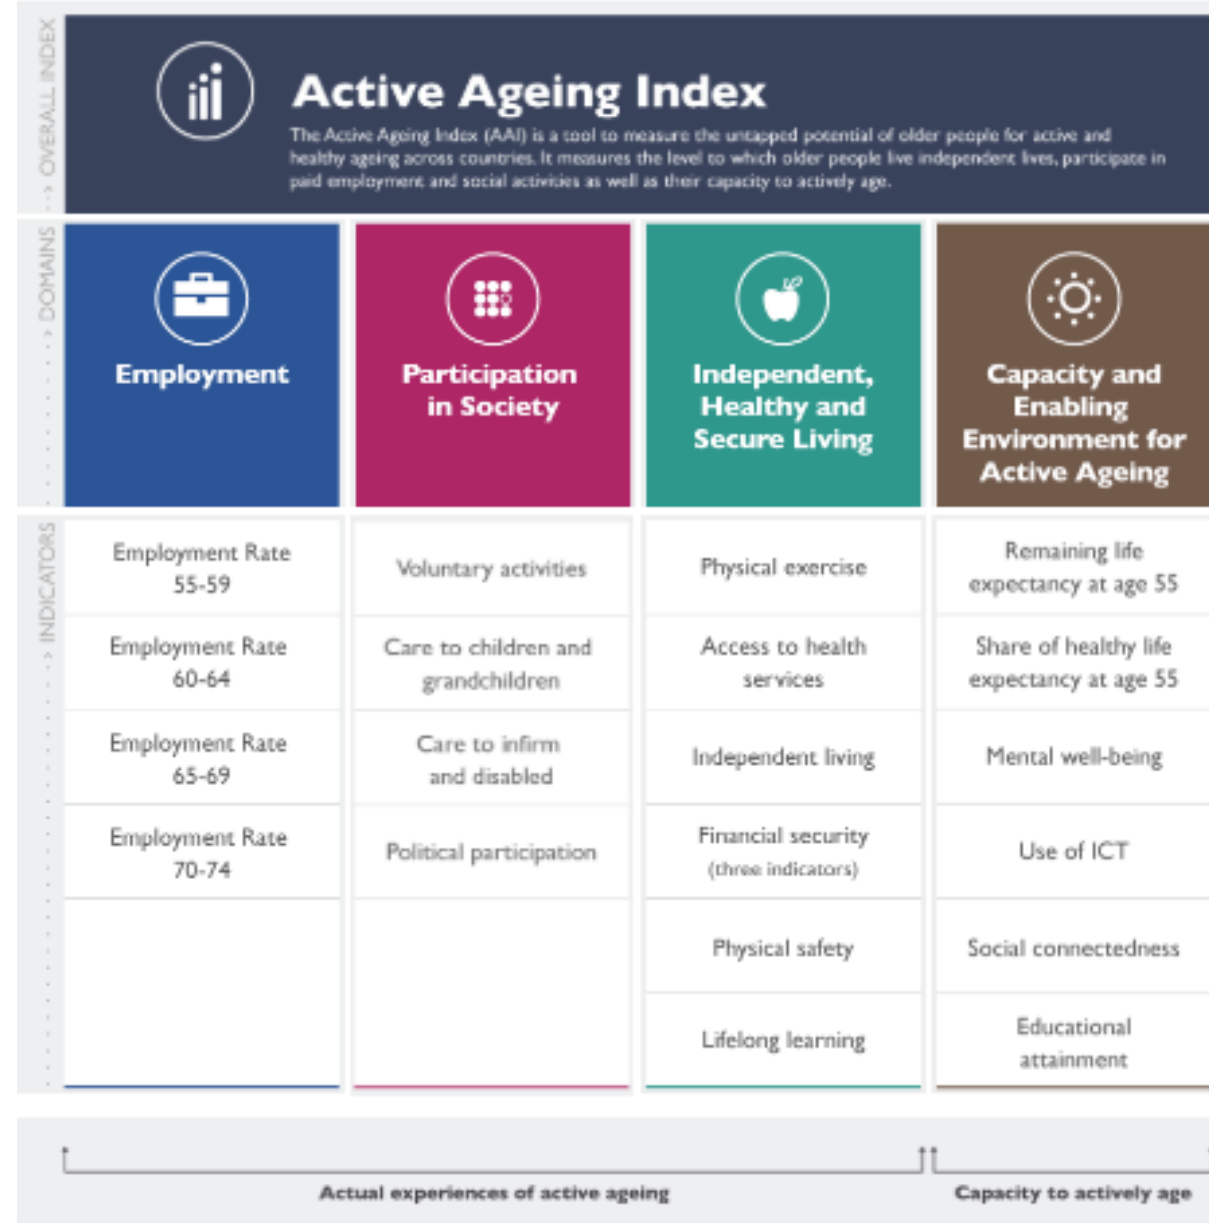 --> OVERALL INDEX
Active Ageing Index
The Active Ageing Index (AAI) is a tool to measure the untapped potential of older people for active and
healthy ageing across countries. It measures the level to which older people live independent lives, participate in
paid employment and social activities as well as their capacity to actively age.
DOMAINS
Employment
Participation
in Society
Independent,
Healthy and
Secure Living
Capacity and
Enabling
Environment for
Active Ageing
INDICATORS
Employment Rate
55-59
Employment Rate
60-64
Employment Rate
65-69
Employment Rate
70-74
Voluntary activities
Care to children and
grandchildren
Care to infirm
and disabled
Political participation
Physical exercise
Access to health
services
Independent living
Financial security
(three indicators)
Physical safety
Lifelong learning
Remaining life
expectancy at age 55
Share of healthy life
expectancy at age 55
Mental well-being
Use of ICT
Social connectedness
Educational
attainment
Actual experiences of active ageing
Capacity to actively age